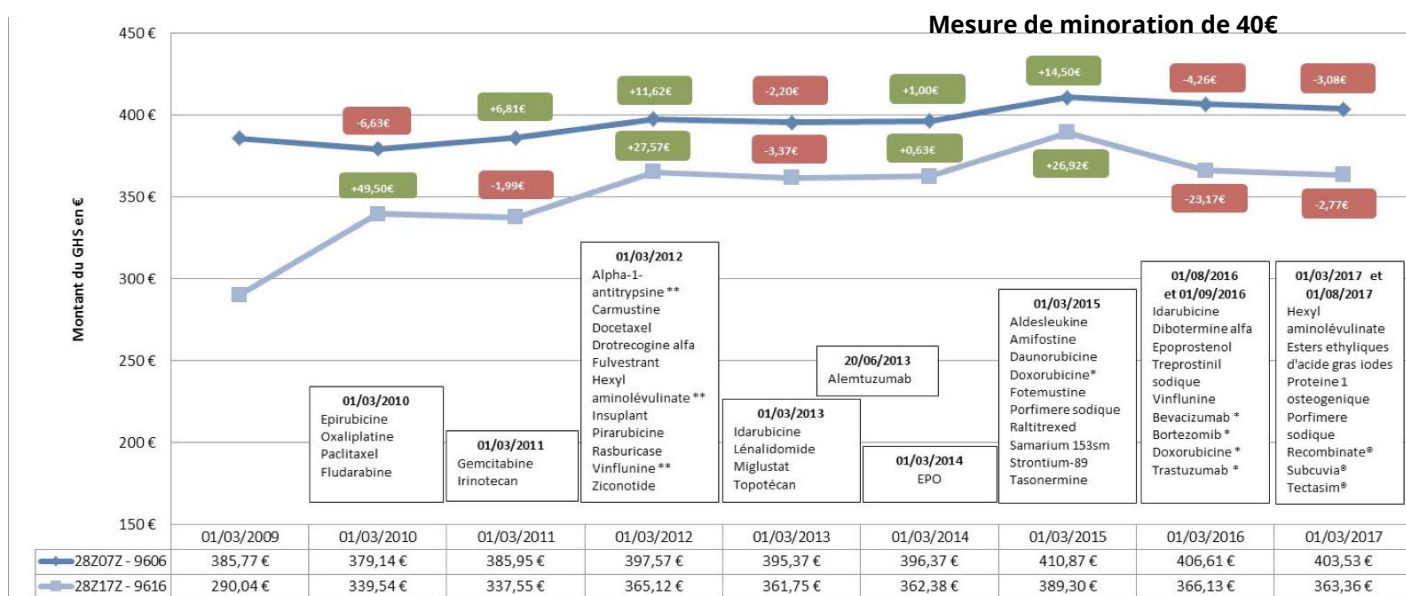 Mesure de minoration de 40€
Montant du GHS en €
450 €
400 €
350 €
300 €
250 €
200 €
150 €
-6,63€
+6,81€
+11,62€
-2,20€
+1,00€
+14,50€
-4,26€
-3,08€
+49,50€
-1,99€
+27,57€
-3,37€
+0,63€
+26,92€
-23,17€
-2,77€
01/03/2010
Epirubicine
Oxaliplatine
Paclitaxel
Fludarabine
01/03/2011
Gemcitabine
Irinotecan
01/03/2012
Alpha-1-
antitrypsine **
Carmustine
Docetaxel
Drotrecogine alfa
Fulvestrant
Hexyl
aminolévulinate **
Insuplant
Pirarubicine
Rasburicase
Vinflunine **
Ziconotide
01/03/2013
Idarubicine
Lénalidomide
Miglustat
Topotécan
20/06/2013
Alemtuzumab
01/03/2014
EPO
01/03/2015
Aldesleukine
Amifostine
Daunorubicine
Doxorubicine*
Fotemustine
Porfimere sodique
Raltitrexed
Samarium 153sm
Strontium-89
Tasonermine
01/08/2016
et 01/09/2016
Idarubicine
Dibotermine alfa
Epoprostenol
Treprostinil
sodique
Vinflunine
Bevacizumab *
Bortezomib *
Doxorubicine *
Trastuzumab *
01/03/2017 et
01/08/2017
Hexyl
aminolévulinate
Esters ethyliques
d'acide gras iodes
Proteine 1
osteogenique
Porfimere
sodique
Recombinate®
Subcuvia®
Tectasim®
01/03/2009 01/03/2010 01/03/2011 01/03/2012 01/03/2013 01/03/2014 01/03/2015 01/03/2016 01/03/2017
28Z07Z - 9606 385,77 € 379,14 € 385,95 € 397,57 € 395,37 € 396,37 € 410,87 € 406,61 € 403,53 €
28Z17Z - 9616 290,04 € 339,54 € 337,55 € 365,12 € 361,75 € 362,38 € 389,30 € 366,13 € 363,36 €